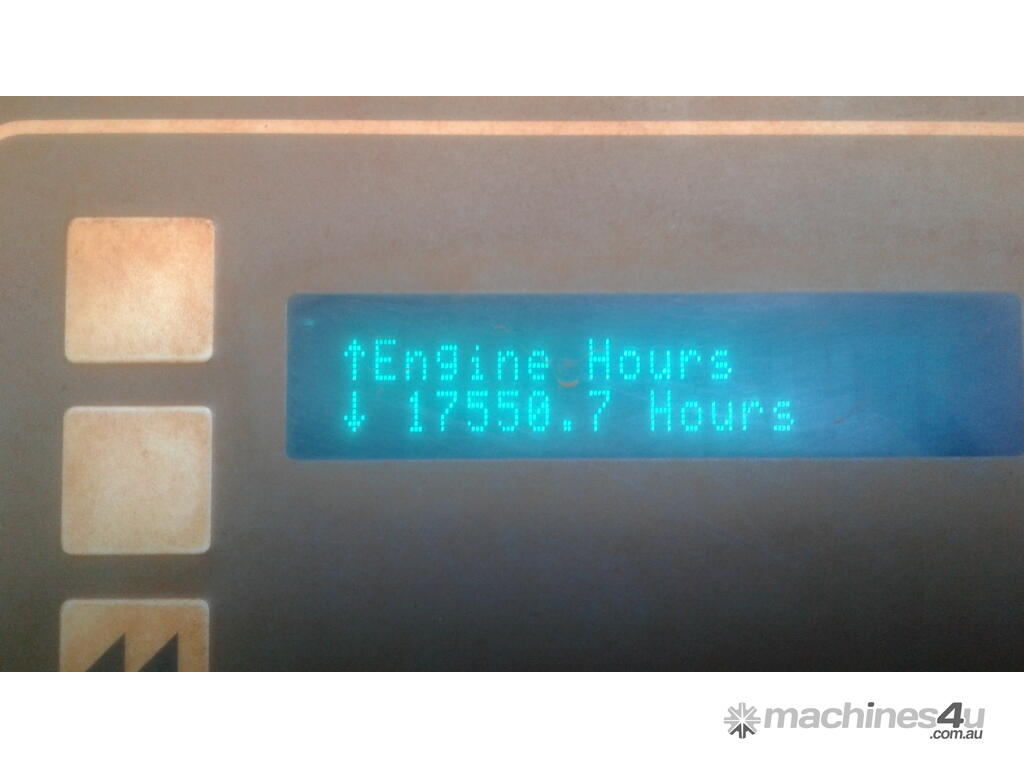 ↑Engine Hours
↓ 17550.7 Hours
machines4u
.com.au